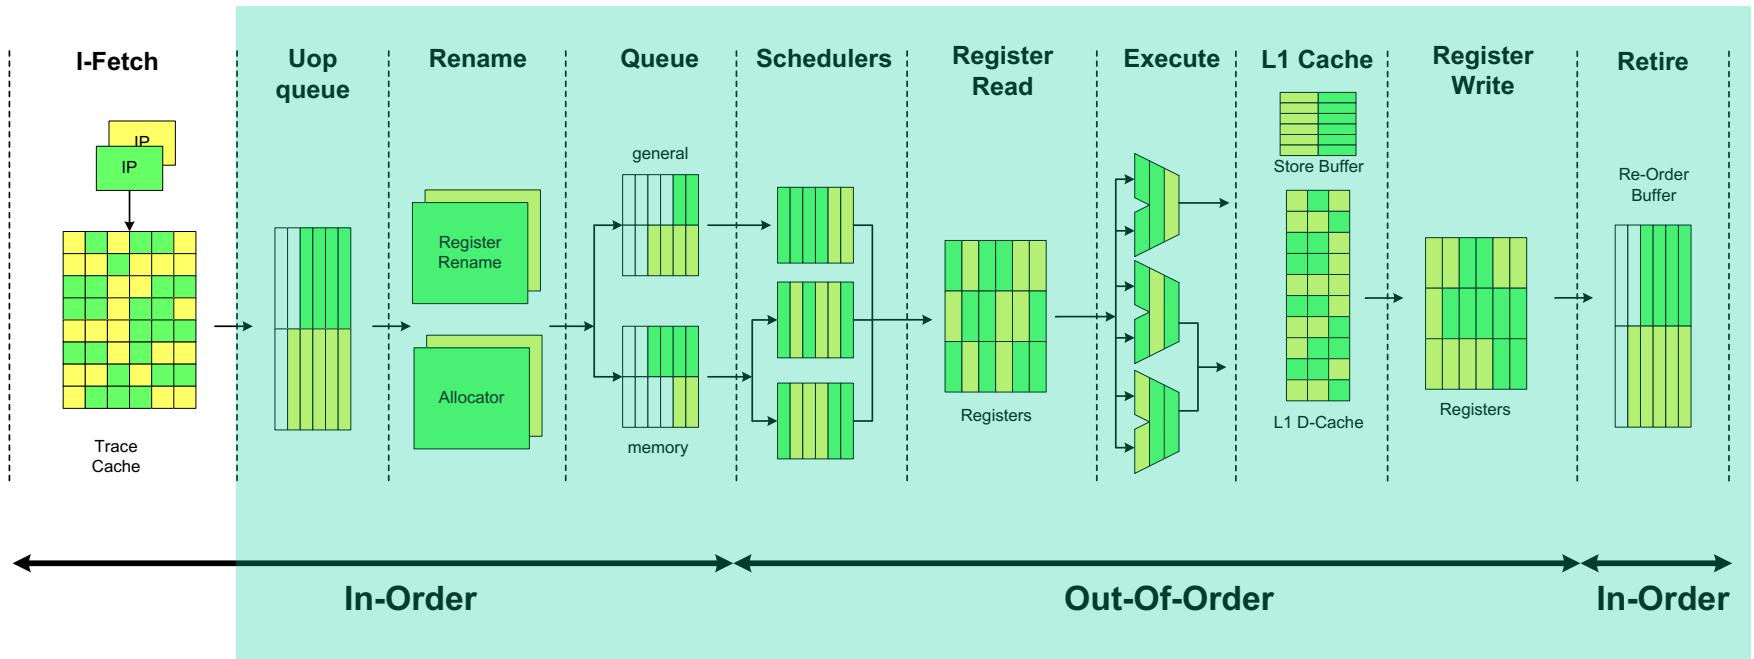 I-Fetch
Uop
queue
Rename
Queue
Schedulers
Register
Read
Execute
L1 Cache
Register
Write
Retire
IP
IP
Trace
Cache
Register
Rename
Allocator
general
memory
Registers
Store Buffer
L1 D-Cache
Registers
Re-Order
Buffer
In-Order
Out-Of-Order
In-Order